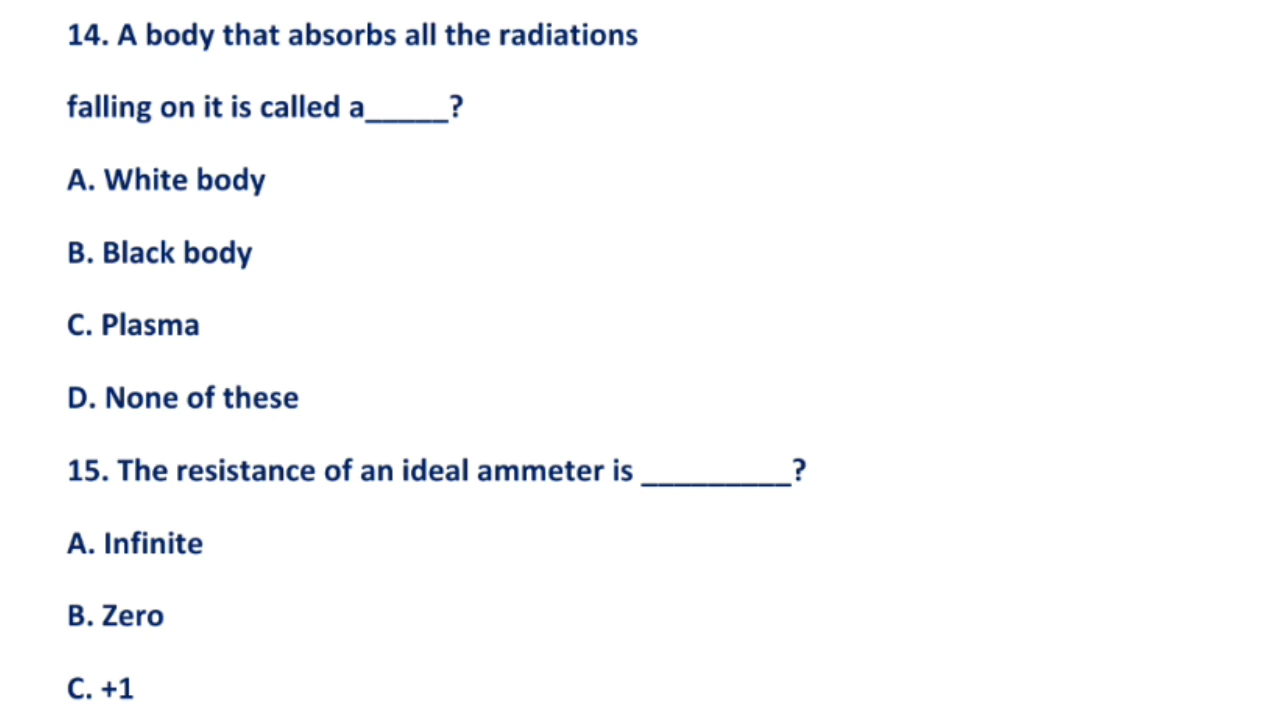 14. A body that absorbs all the radiations
falling on it is called a_____?
A. White body
B. Black body
C. Plasma
D. None of these
15. The resistance of an ideal ammeter is _________?
A. Infinite
B. Zero
C. +1